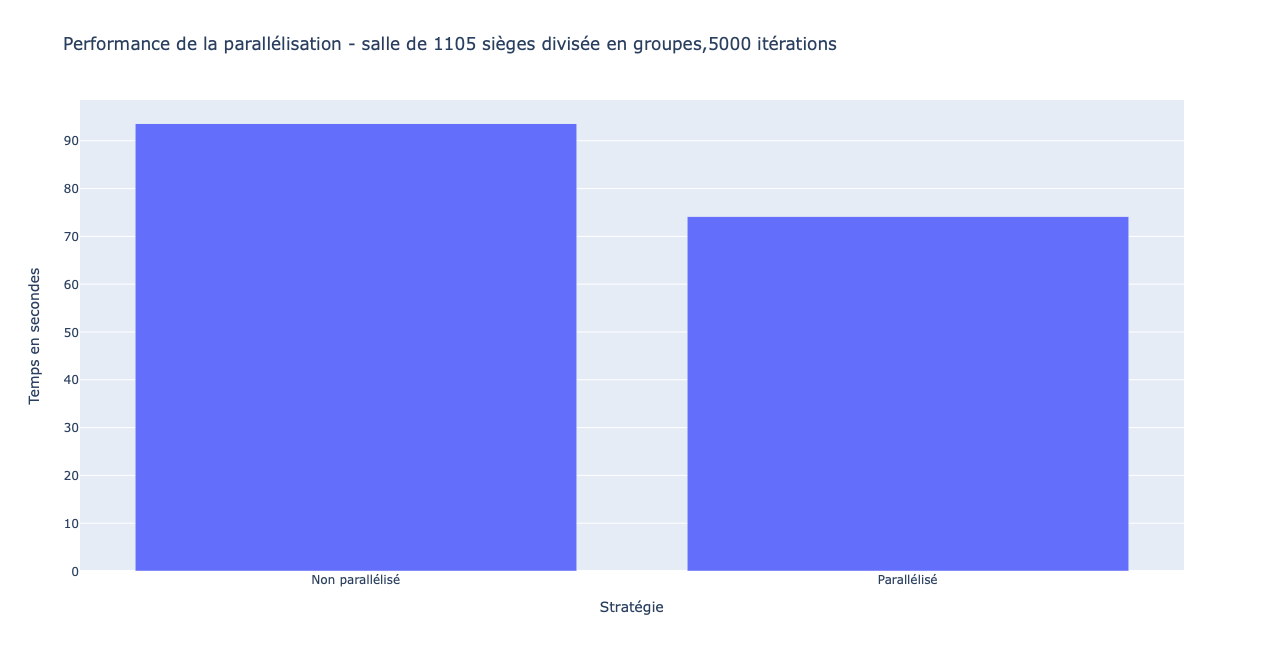 Performance de la parallélisation - salle de 1105 sièges divisée en groupes,5000 itérations
90
80
70
60
50
40
30
20
10
0
Temps en secondes
Non parallélisé
Parallélisé
Stratégie